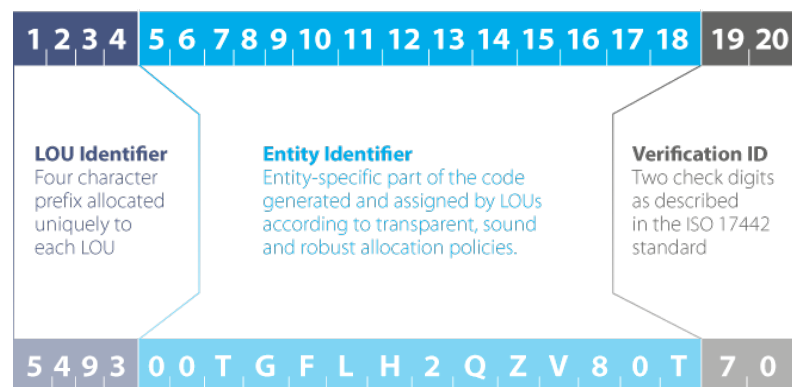 1 2 3 4 5 6 7 8 9 10 11 12 13 14 15 16 17 18 19 20
LOU Identifier
Four character
prefix allocated
uniquely to
each LOU
Entity Identifier
Entity-specific part of the code
generated and assigned by LOUs
according to transparent, sound
and robust allocation policies.
Verification ID
Two check digits
as described
in the ISO 17442
standard
5 4 9 3 0 0 T G F L H 2 Q Z V 8 0 T 7 0